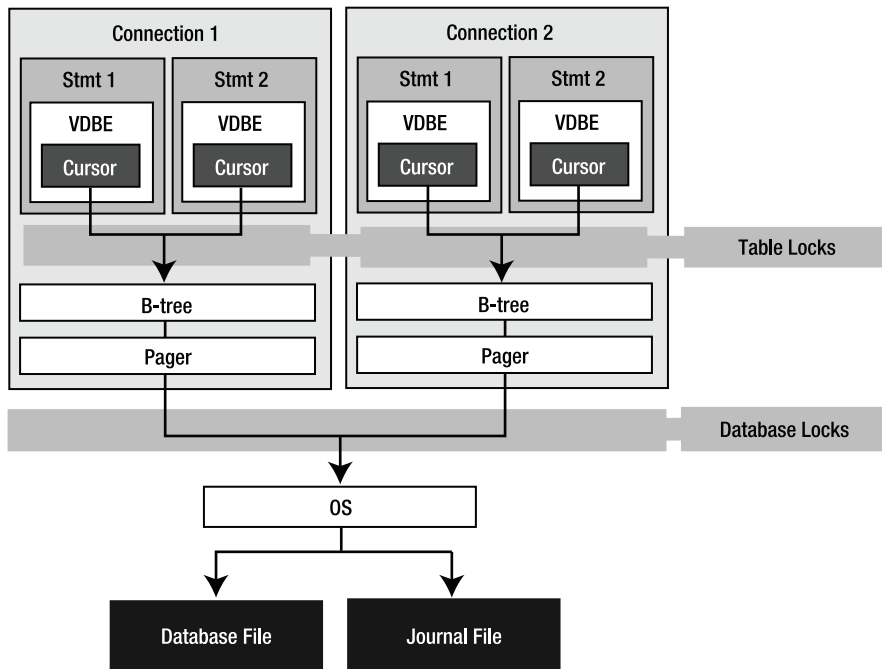 Connection 1
Connection 2
Stmt 1
Stmt 2
Stmt 1
Stmt 2
VDBE
VDBE
VDBE
VDBE
Cursor
Cursor
Cursor
Cursor
Table Locks
B-tree
B-tree
Pager
Pager
Database Locks
OS
Database File
Journal File